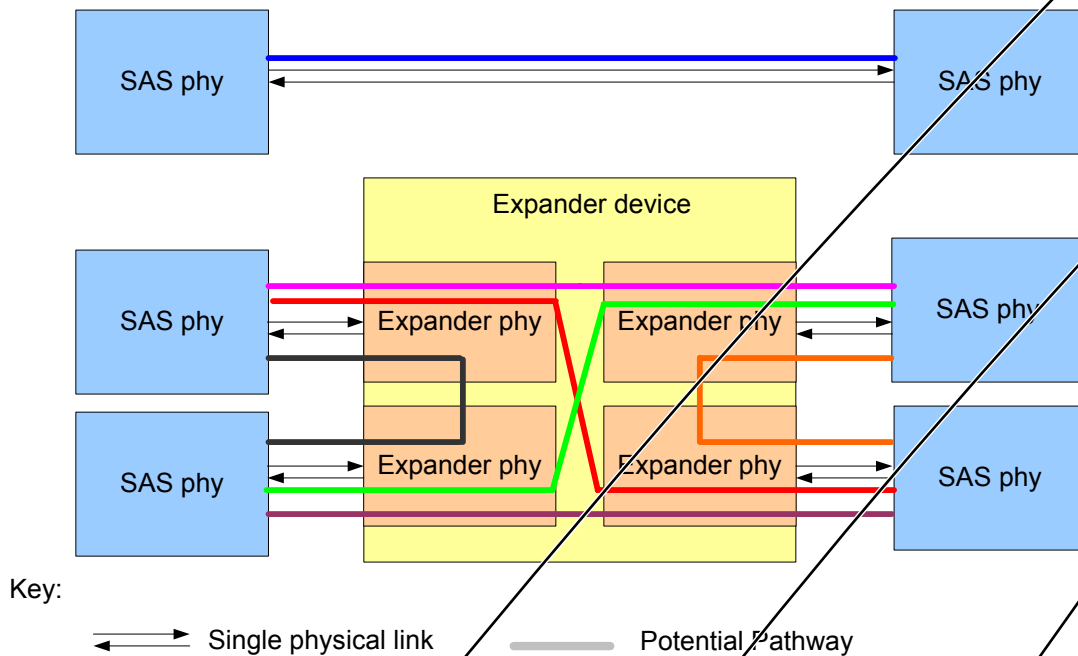 SAS phy
SAS phy
Expander device
SAS phy
Expander phy
Expander phy
SAS phy
SAS phy
Expander phy
Expander phy
SAS phy
Key:
Single physical link
Potential Pathway